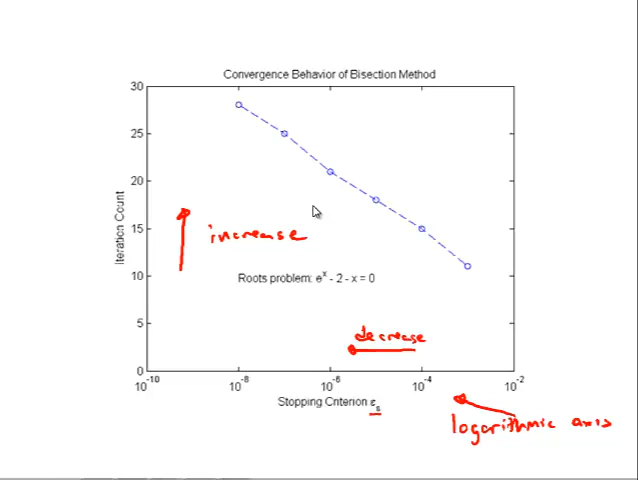 Convergence Behavior of Bisection Method
30
25
20
15
10
5
0
Iteration Count
increase
Roots problem: e^x - 2 - x = 0
decrease
10^-10 10^-8 10^-6 10^-4 10^-2
Stopping Criterion ε_s
logarithmic axis